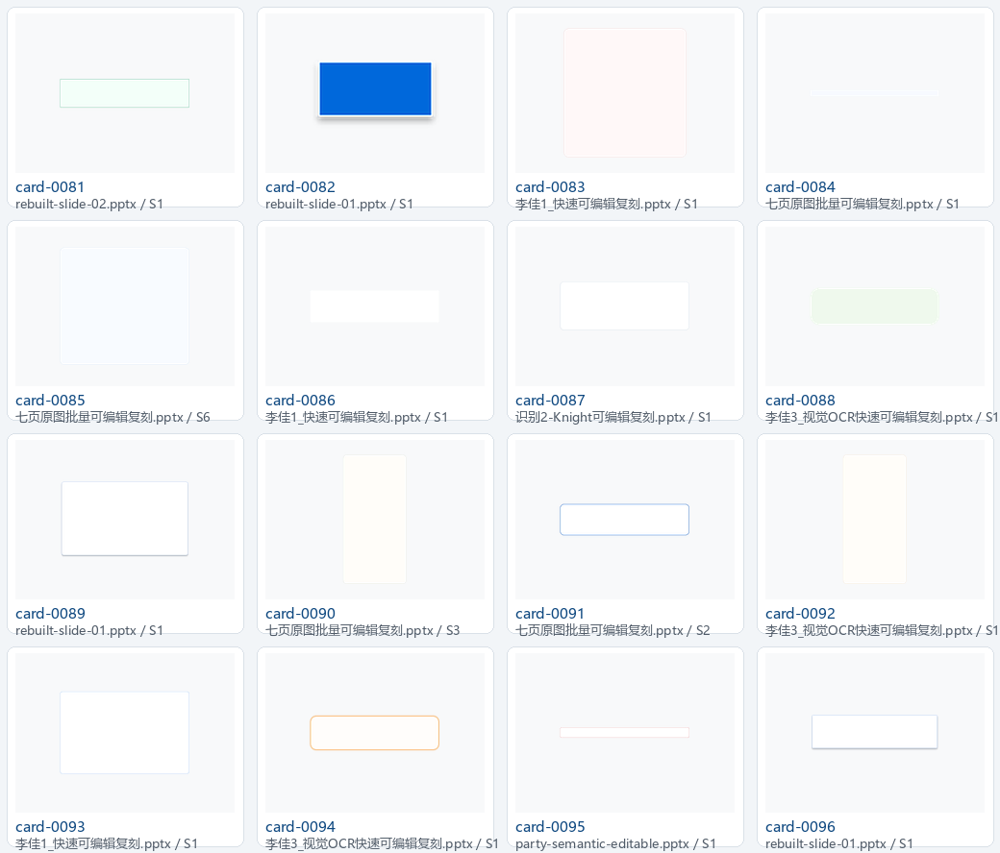 card-0081
rebuilt-slide-02.pptx / S1
card-0082
rebuilt-slide-01.pptx / S1
card-0083
李佳1_快速可编辑复刻.pptx / S1
card-0084
七页原图批量可编辑复刻.pptx / S1
card-0085
七页原图批量可编辑复刻.pptx / S6
card-0086
李佳1_快速可编辑复刻.pptx / S1
card-0087
识别2-Knight可编辑复刻.pptx / S1
card-0088
李佳3_视觉OCR快速可编辑复刻.pptx / S1
card-0089
rebuilt-slide-01.pptx / S1
card-0090
七页原图批量可编辑复刻.pptx / S3
card-0091
七页原图批量可编辑复刻.pptx / S2
card-0092
李佳3_视觉OCR快速可编辑复刻.pptx / S1
card-0093
李佳1_快速可编辑复刻.pptx / S1
card-0094
李佳3_视觉OCR快速可编辑复刻.pptx / S1
card-0095
party-semantic-editable.pptx / S1
card-0096
rebuilt-slide-01.pptx / S1